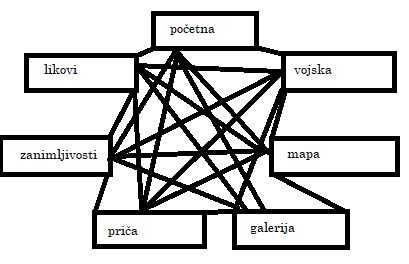 početna
likovi
vojska
zanimljivosti
mapa
priča
galerija